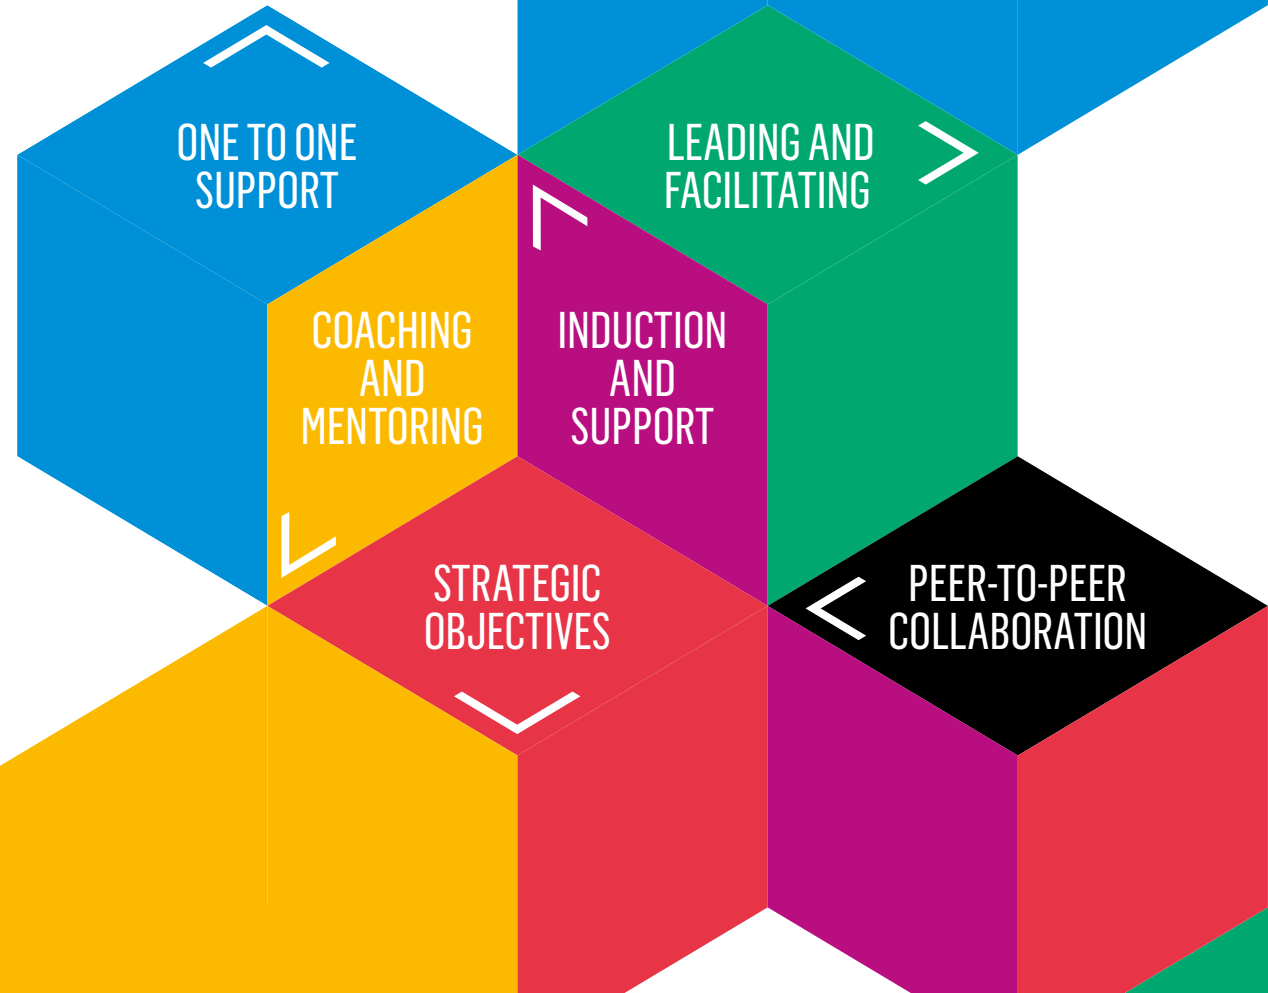 ONE TO ONE
SUPPORT
LEADING AND
FACILITATING
COACHING
AND
MENTORING
INDUCTION
AND
SUPPORT
STRATEGIC
OBJECTIVES
PEER-TO-PEER
COLLABORATION